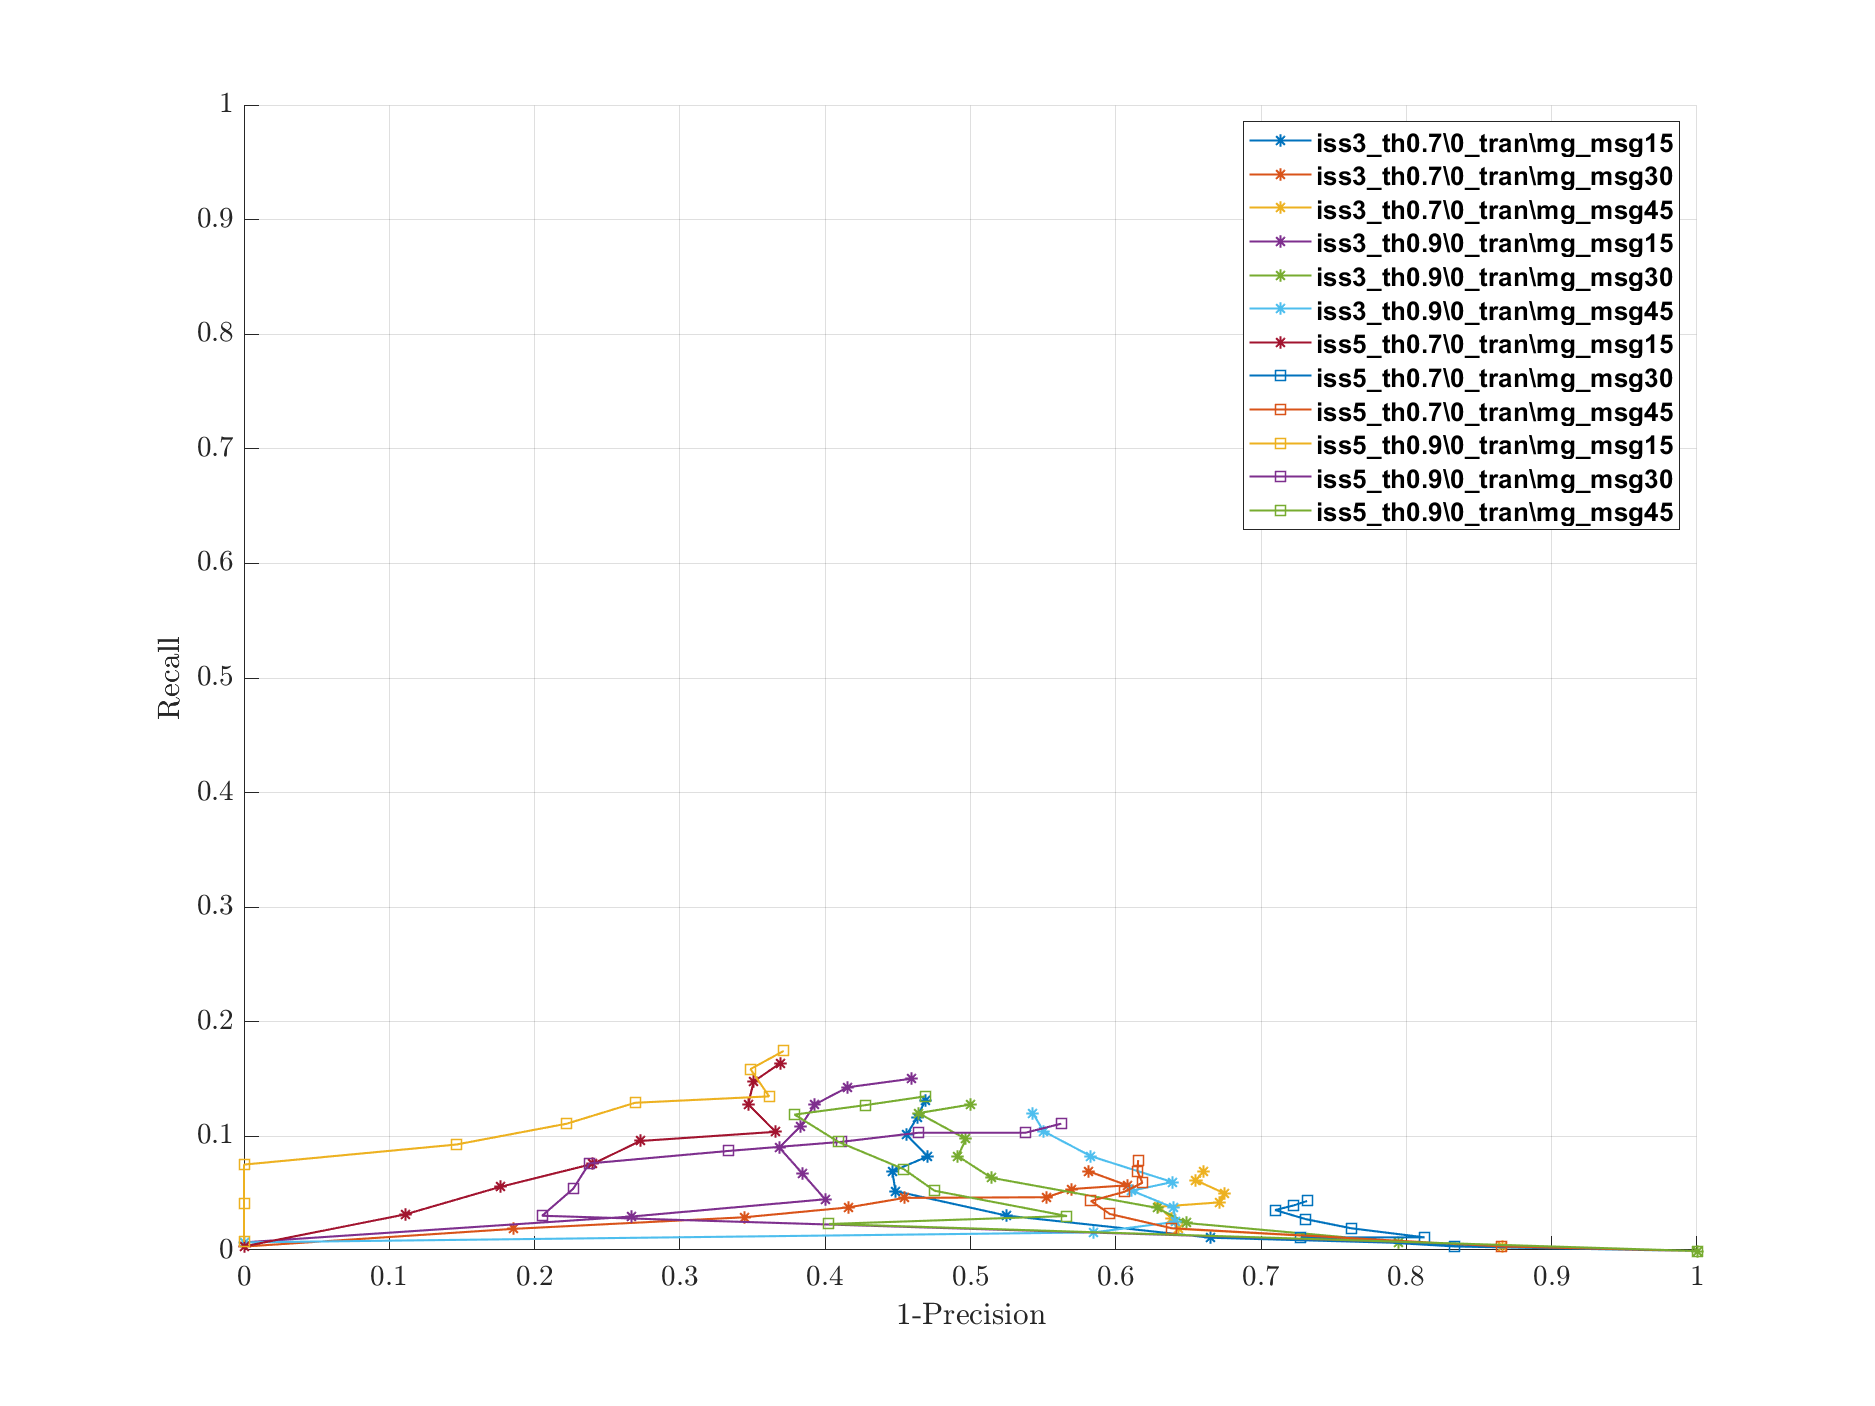 1
0.9
0.8
0.7
0.6
0.5
0.4
0.3
0.2
0.1
0
Recall
iss3_th0.7\0_tran\mg_msg15
iss3_th0.7\0_tran\mg_msg30
iss3_th0.7\0_tran\mg_msg45
iss3_th0.9\0_tran\mg_msg15
iss3_th0.9\0_tran\mg_msg30
iss3_th0.9\0_tran\mg_msg45
iss5_th0.7\0_tran\mg_msg15
iss5_th0.7\0_tran\mg_msg30
iss5_th0.7\0_tran\mg_msg45
iss5_th0.9\0_tran\mg_msg15
iss5_th0.9\0_tran\mg_msg30
iss5_th0.9\0_tran\mg_msg45
0 0.1 0.2 0.3 0.4 0.5 0.6 0.7 0.8 0.9 1
1-Precision